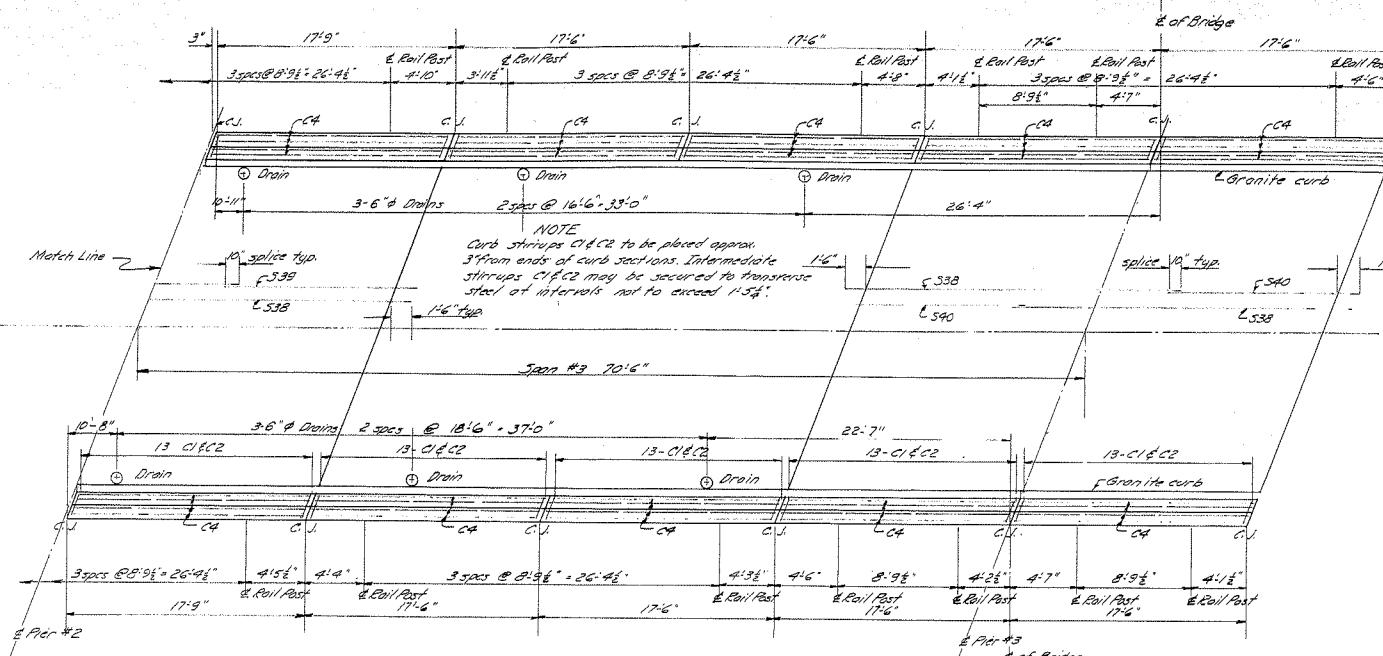 ℄ of Bridge
3" 17'-9" 17'-6" 17'-6" 17'-6" 17'-6"
℄ Rail Post ℄ Rail Post ℄ Rail Post ℄ Rail Post ℄ Rail Post
3 spcs @ 8'-9½" = 26'-4½" 4'-10" 3'-11½" 3 spcs @ 8'-9½" = 26'-4½" 4'-8" 4'-1½" 3 spcs @ 8'-9½" = 26'-4½" 4'-6"
8'-9½" 4'-7"
C.J. C4 C.J. C4 C.J. C4 C.J. C4 C.J. C4
Drain Drain Drain Granite curb
10'-11" 3-6"φ Drains 2 spcs @ 16'-6" = 33'-0" 26'-4"
NOTE
Curb stirrups C1 & C2 to be placed approx.
3" from ends of curb sections. Intermediate
stirrups C1 & C2 may be secured to transverse
steel at intervals not to exceed 1'-5¼".
Match Line
10" splice typ. 1'-6" splice 10" typ.
S39 S38 S40
S38 1'-6" typ. S40 S38
Span #3 70'-6"
10'-8" 3-6"φ Drains 2 spcs @ 18'-6" = 37'-0" 22'-7"
13-C1 & C2 13-C1 & C2 13-C1 & C2 13-C1 & C2 13-C1 & C2
Drain Drain Drain Granite curb
C.J. C4 C.J. C4 C.J. C4 C.J. C4 C.J. C4 C.J.
3 spcs @ 8'-9½" = 26'-4½" 4'-5½" 4'-4" 3 spcs @ 8'-9½" = 26'-4½" 4'-3½" 4'-6" 8'-9½" 4'-2½" 4'-7" 8'-9½" 4'-1½"
℄ Rail Post ℄ Rail Post ℄ Rail Post ℄ Rail Post ℄ Rail Post ℄ Rail Post ℄ Rail Post
17'-9" 17'-6" 17'-6" 17'-6" 17'-6"
℄ Pier #2 ℄ Pier #3
℄ of Bridge